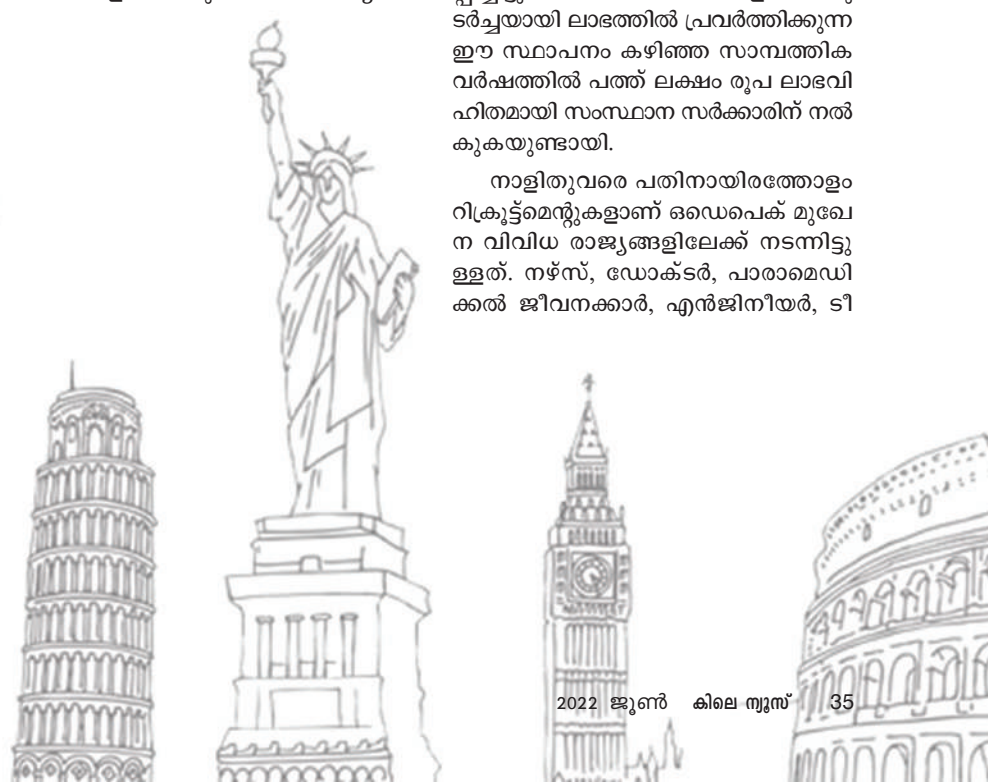 ടർച്ചയായി ലാഭത്തിൽ പ്രവർത്തിക്കുന്ന
ഈ സ്ഥാപനം കഴിഞ്ഞ സാമ്പത്തിക
വർഷത്തിൽ പത്ത് ലക്ഷം രൂപ ലാഭവി
ഹിതമായി സംസ്ഥാന സർക്കാരിന് നൽ
കുകയുണ്ടായി.
നാളിതുവരെ പതിനായിരത്തോളം
റിക്രൂട്ട്മെന്റുകളാണ് ഒഡെപെക് മുഖേ
ന വിവിധ രാജ്യങ്ങളിലേക്ക് നടന്നിട്ടു
ള്ളത്. നഴ്സ്, ഡോക്ടർ, പാരാമെഡി
ക്കൽ ജീവനക്കാർ, എൻജിനീയർ, ടീ
2022 ജൂൺ കിലെ ന്യൂസ് 35